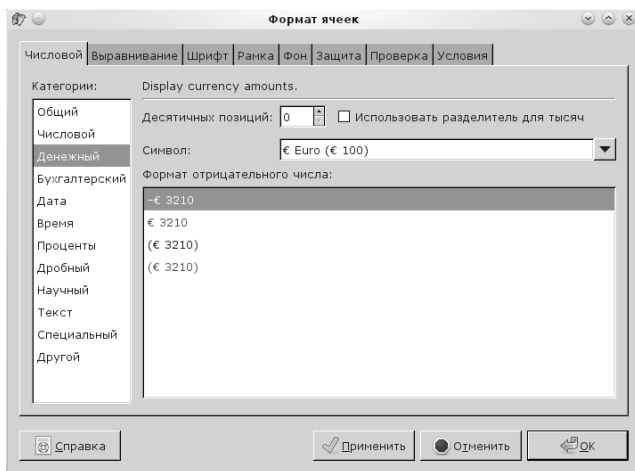 Формат ячеек
Числовой Выравнивание Шрифт Рамка Фон Защита Проверка Условия
Категории:
Общий
Числовой
Денежный
Бухгалтерский
Дата
Время
Проценты
Дробный
Научный
Текст
Специальный
Другой
Display currency amounts.
Десятичных позиций: 0 Использовать разделитель для тысяч
Символ: € Euro (€ 100)
Формат отрицательного числа:
-€ 3210
€ 3210
(€ 3210)
(€ 3210)
Справка Применить Отменить OK